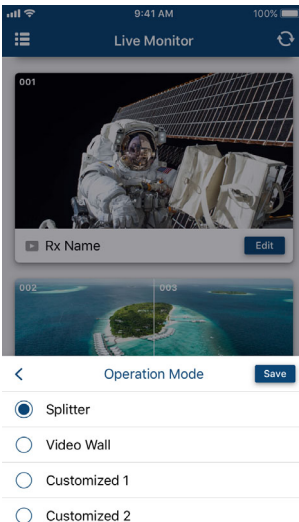 9:41 AM 100%
Live Monitor
001
Rx Name Edit
002 003
Operation Mode Save
Splitter
Video Wall
Customized 1
Customized 2